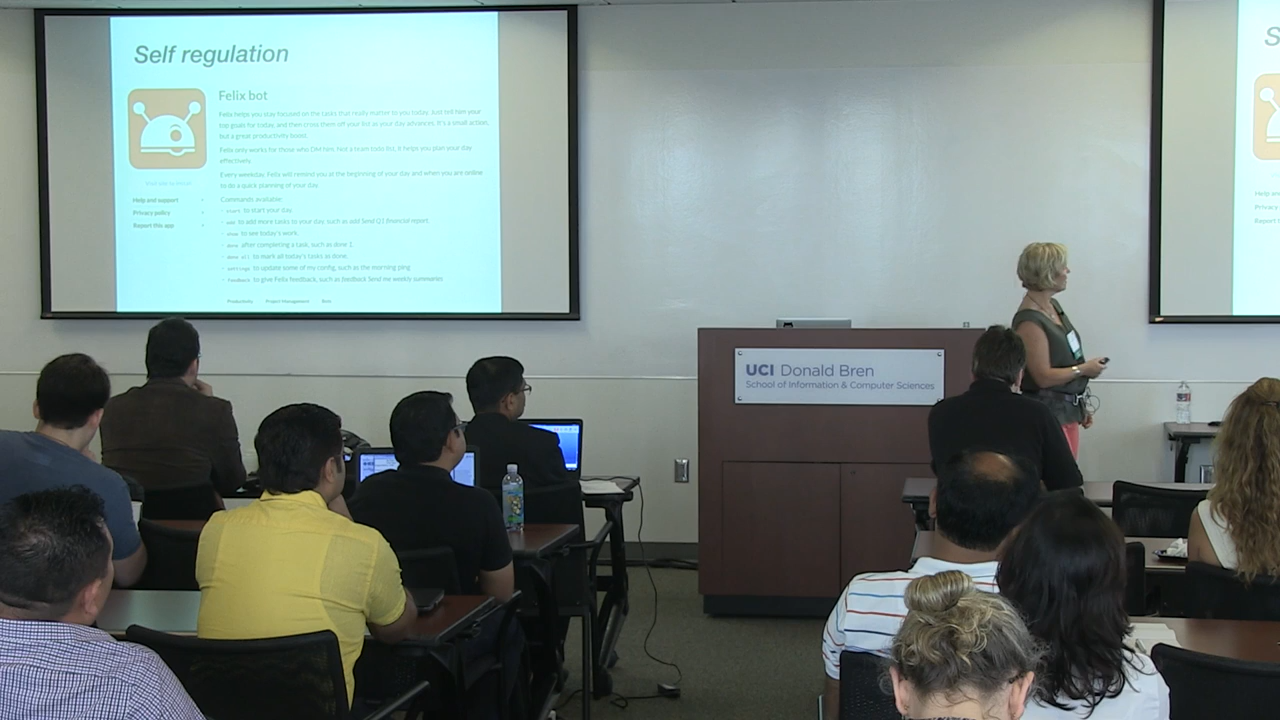 Self regulation
Felix bot
Felix helps you stay focused on the tasks that really matter to you today. Just tell him your
top goals for today, and then cross them off your list as your day advances. It's a small action,
but a great productivity boost.
Felix only works for those who DM him. Not a team todo list, it helps you plan your day
effectively.
Every weekday, Felix will remind you at the beginning of your day and when you are online
to do a quick planning of your day.
Help and support
Privacy policy
Report this app
Commands available:
- start to start your day.
- add to add more tasks to your day, such as add Send Q1 financial report.
- show to see today's work.
- done after completing a task, such as done 1.
- done all to mark all today's tasks as done.
- settings to update some of my config, such as the morning ping
- feedback to give Felix feedback, such as feedback Send me weekly summaries
Productivity Project Management Bots
UCI Donald Bren
School of Information & Computer Sciences
S
Help an
Privacy
Report t